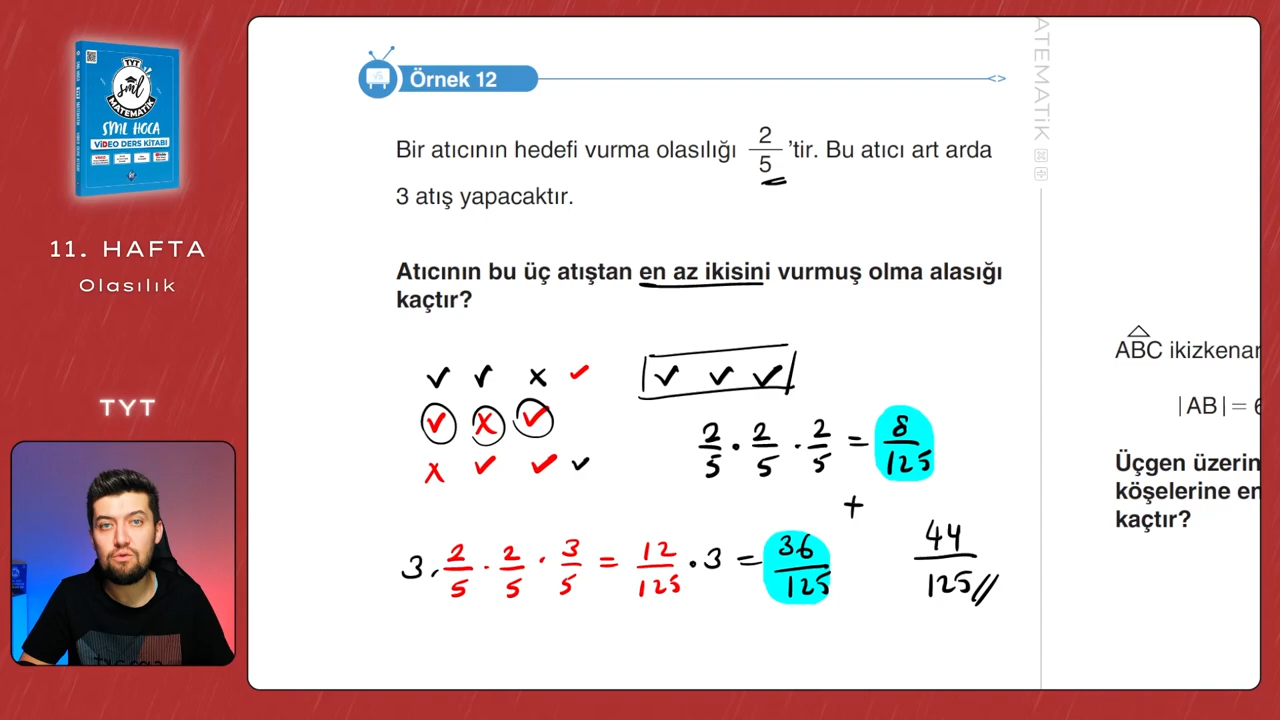 TYT
sml
MATEMATİK
SML HOCA
VİDEO DERS KİTABI
11. HAFTA
Olasılık
TYT
Örnek 12
Bir atıcının hedefi vurma olasılığı 2/5 'tir. Bu atıcı art arda
3 atış yapacaktır.
Atıcının bu üç atıştan en az ikisini vurmuş olma alasığı
kaçtır?
✓ ✓ x ✓
✓ x ✓
x ✓ ✓ ✓
✓ ✓ ✓
2/5 · 2/5 · 2/5 = 8/125
+
3 · 2/5 · 2/5 · 3/5 = 12/125 · 3 = 36/125
44/125 //
ATEMATİK
ABC ikizkenar
|AB| = 6
Üçgen üzerin
köşelerine en
kaçtır?